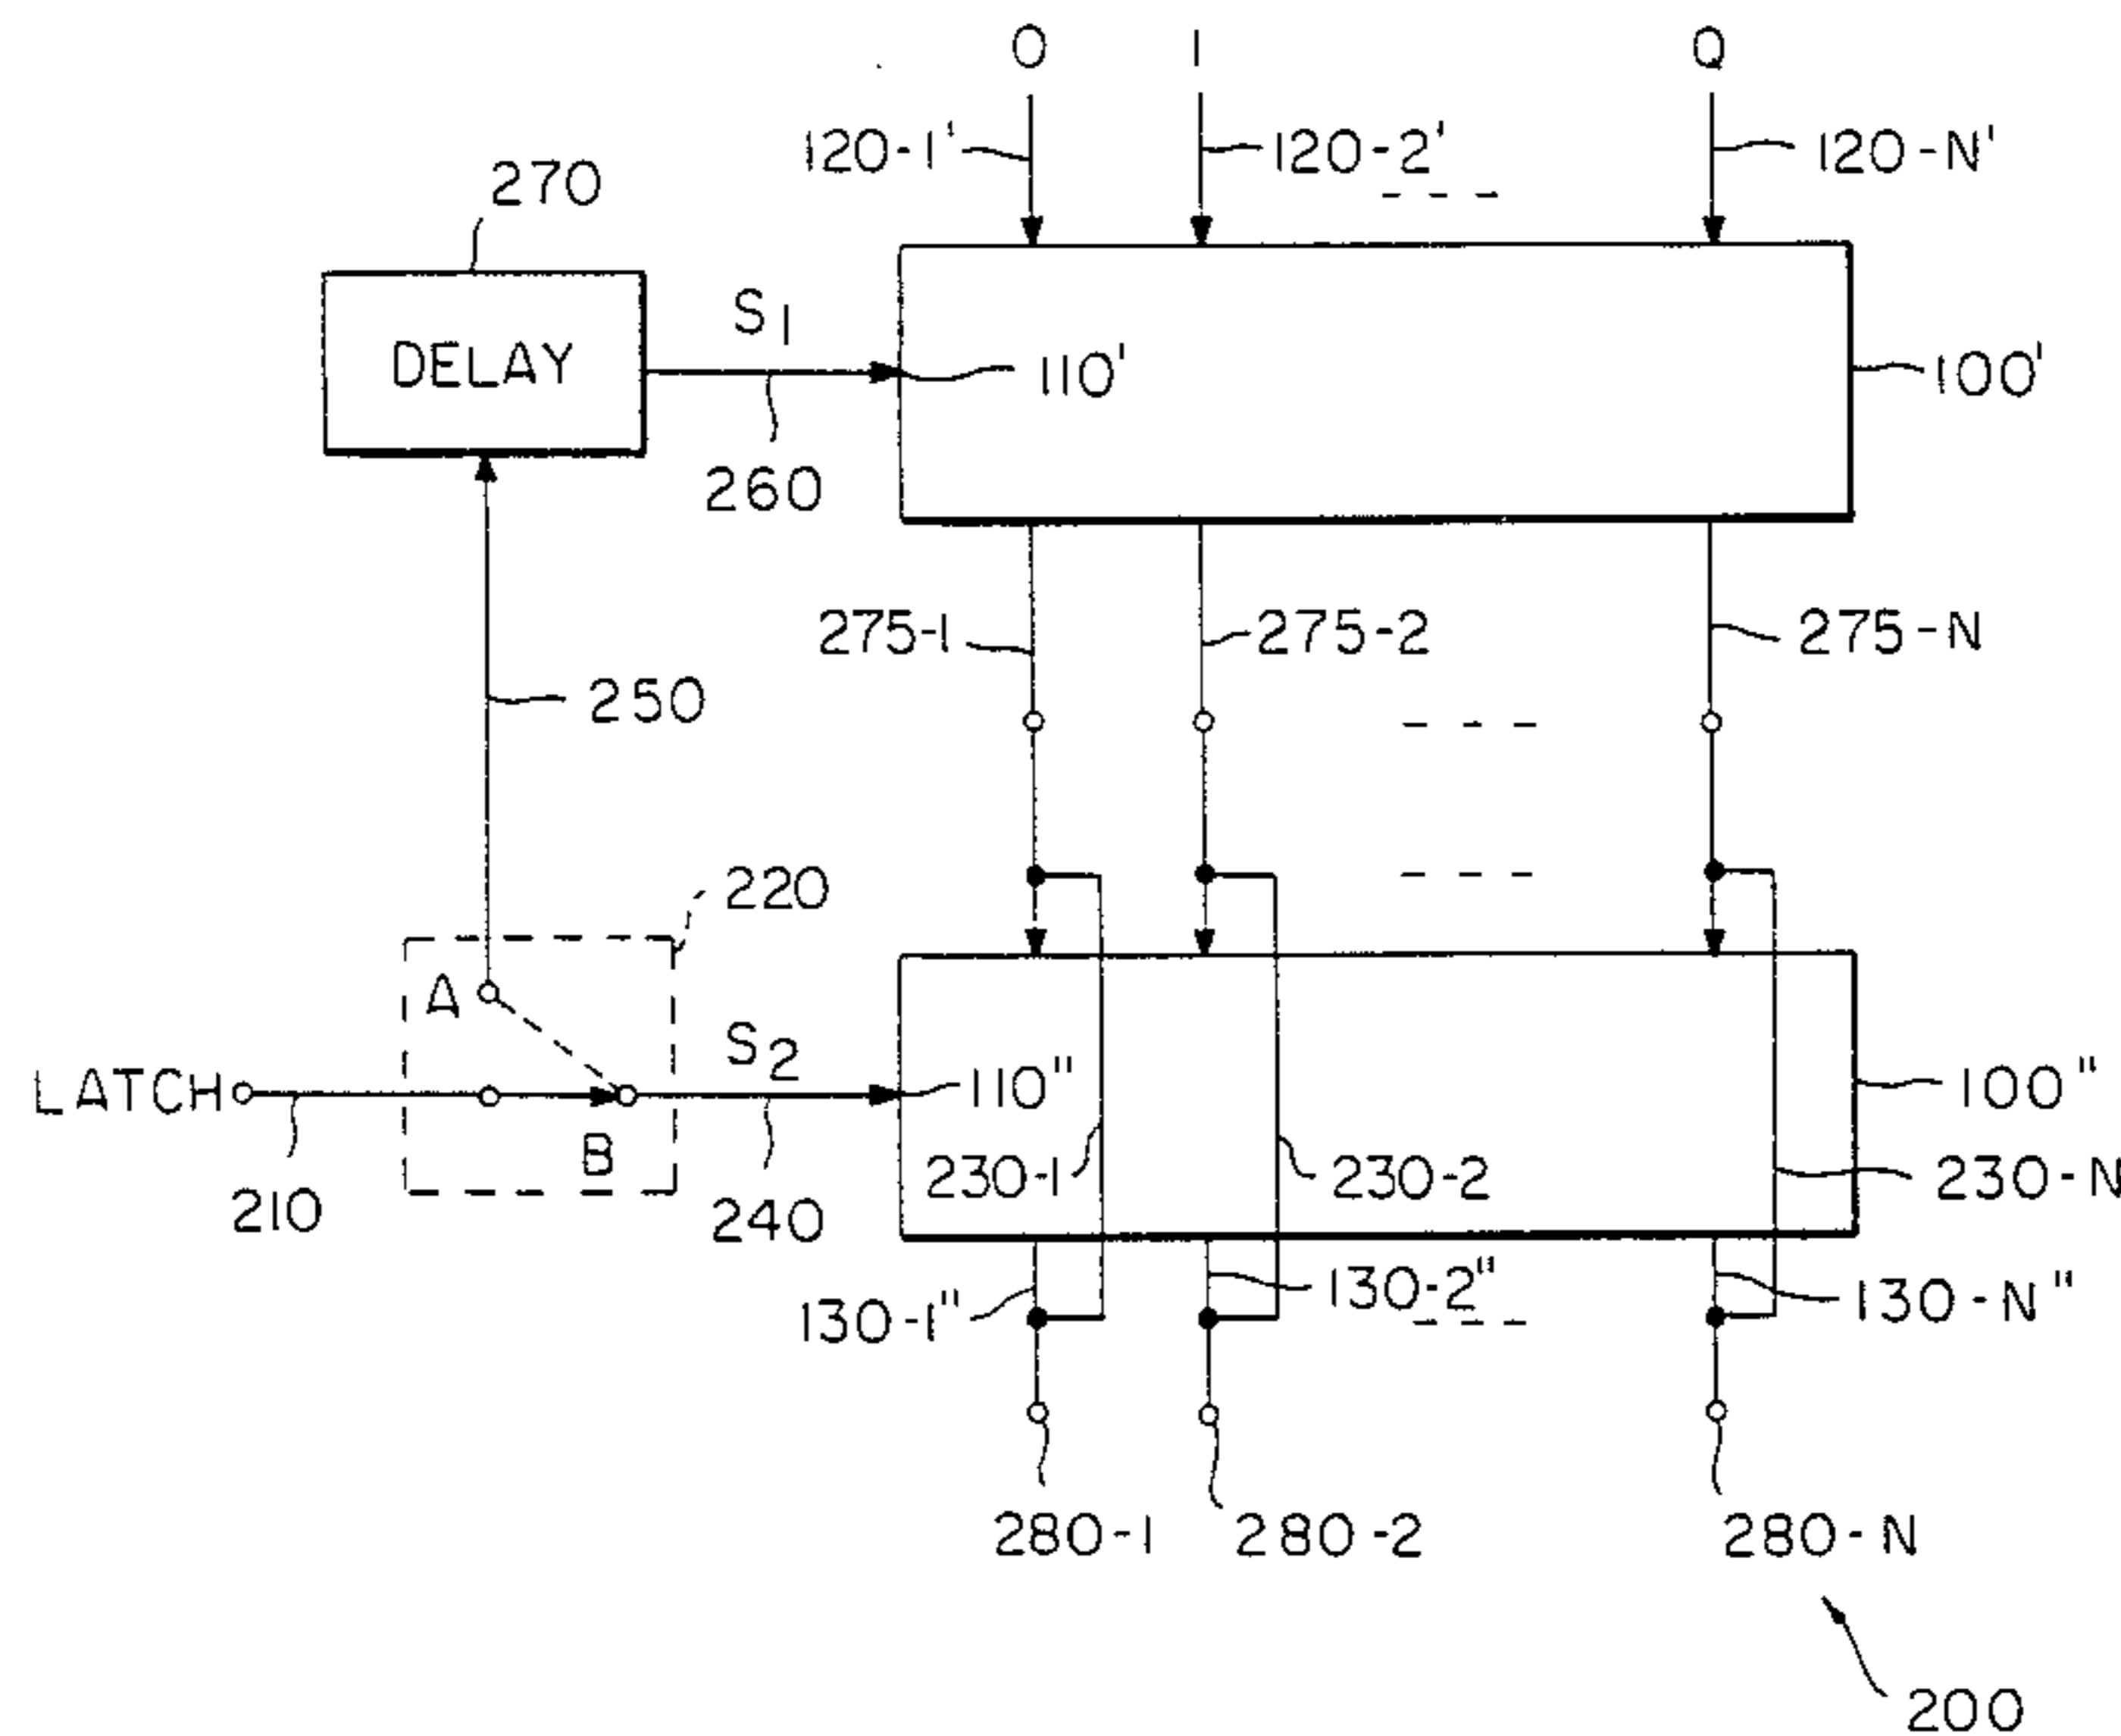 O I Q
120-1' 120-2' 120-N'
270
DELAY
S1
110'
100'
260
275-1 275-2 275-N
250
220
A
S2
LATCH
110"
100"
B
230-1 230-2 230-N
210
240
130-1" 130-2" 130-N"
280-1 280-2 280-N
200